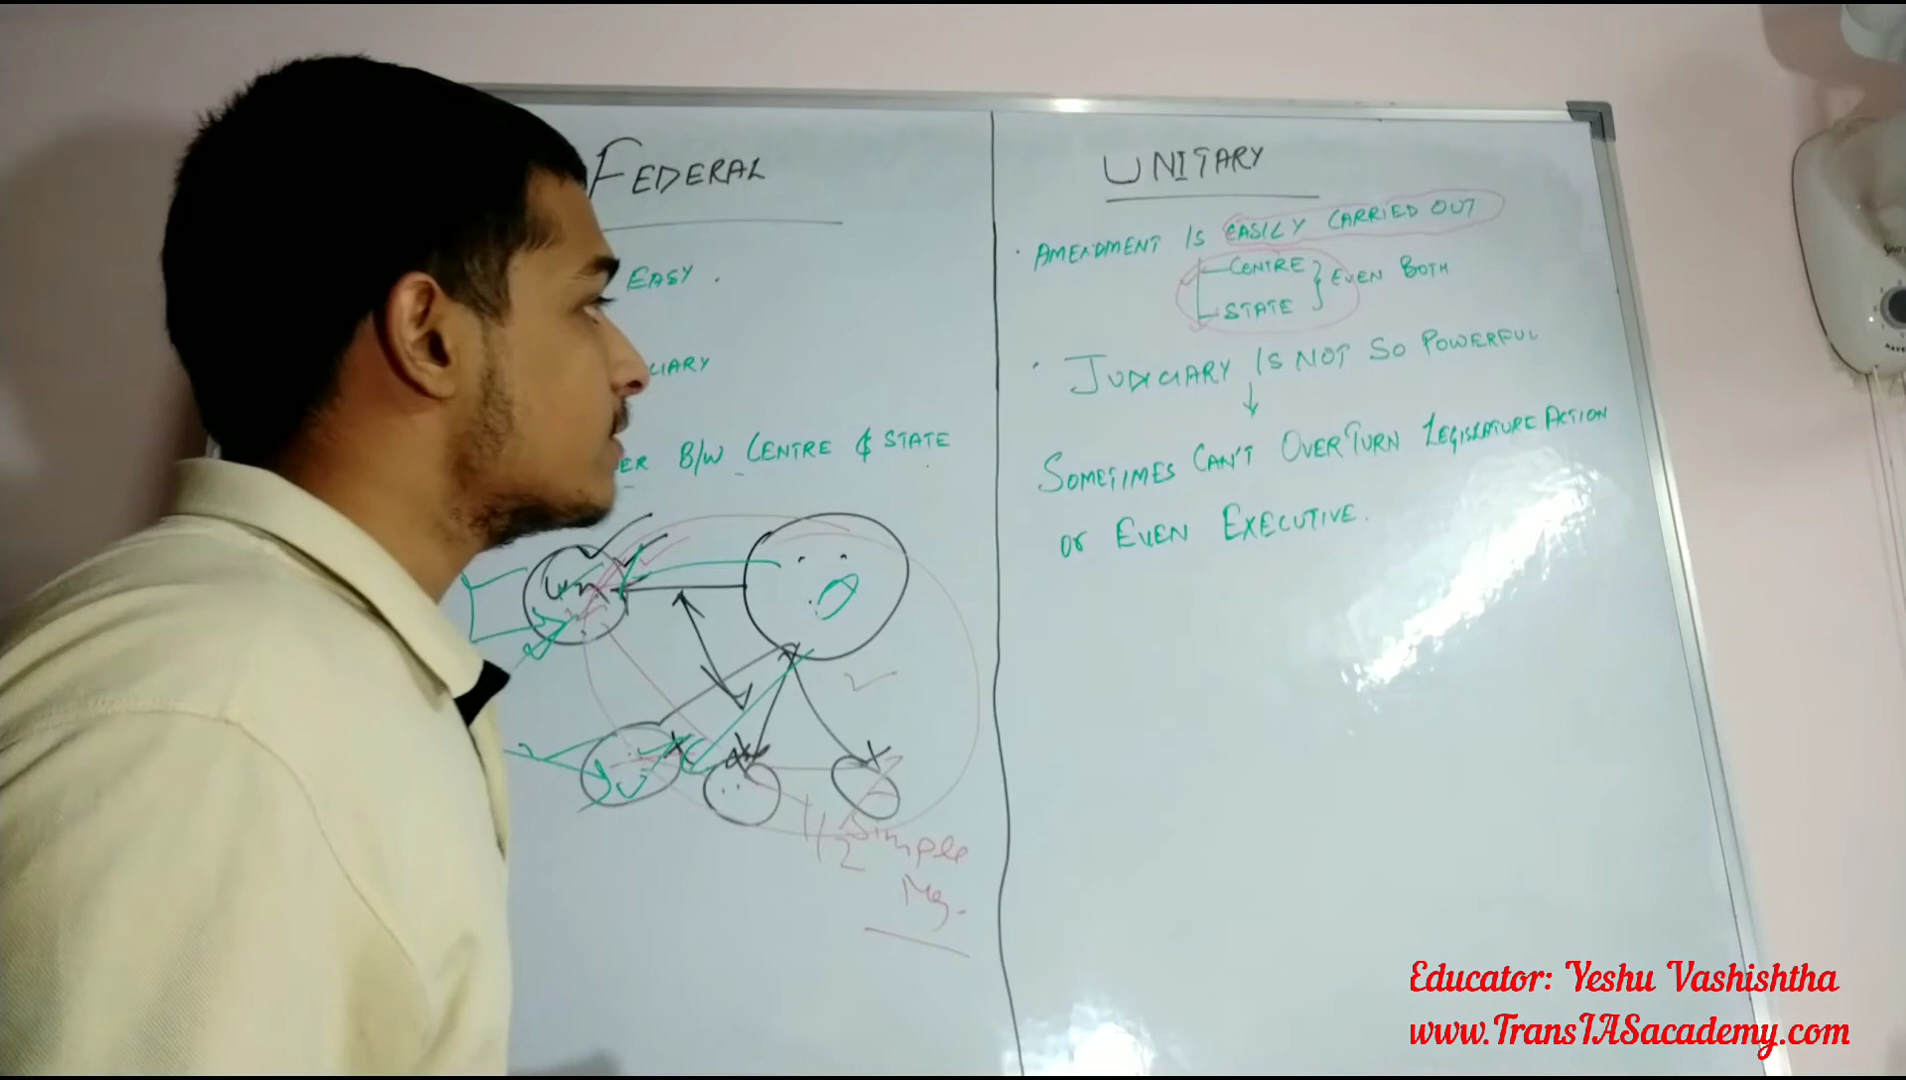 FEDERAL
EASY.
CIARY
ER B/W CENTRE & STATE
1/2 Simple
UNITARY
· AMENDMENT IS EASILY CARRIED OUT
CENTRE
STATE
} EVEN BOTH
· JUDICIARY IS NOT SO POWERFUL
↓
SOMETIMES CAN'T OVERTURN LEGISLATURE ACTION
or EVEN EXECUTIVE.
Educator: Yeshu Vashishtha
www.TransIASacademy.com